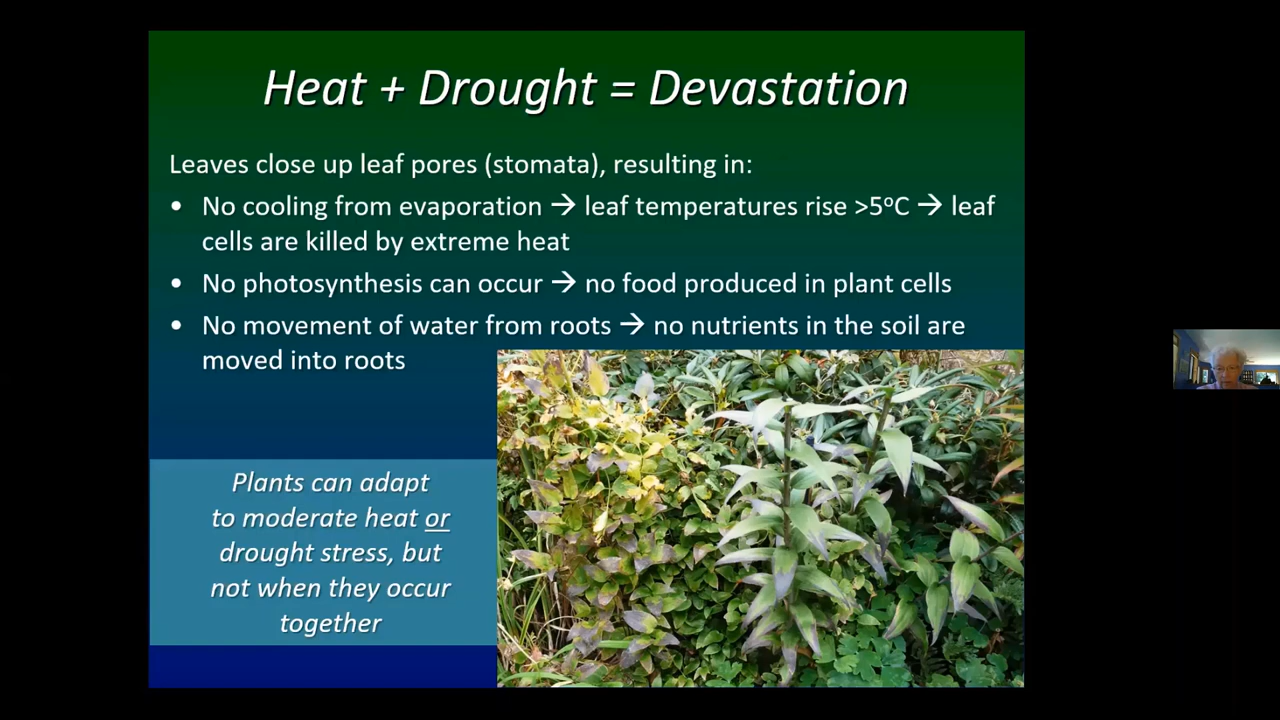 Heat + Drought = Devastation
Leaves close up leaf pores (stomata), resulting in:
• No cooling from evaporation → leaf temperatures rise >5°C → leaf
cells are killed by extreme heat
• No photosynthesis can occur → no food produced in plant cells
• No movement of water from roots → no nutrients in the soil are
moved into roots
Plants can adapt
to moderate heat or
drought stress, but
not when they occur
together